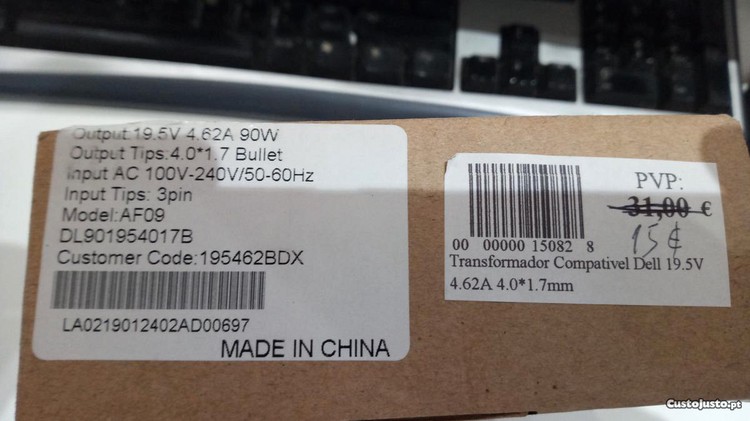 Output:19.5V 4.62A 90W
Output Tips:4.0*1.7 Bullet
Input AC 100V-240V/50-60Hz
Input Tips: 3pin
Model:AF09
DL901954017B
Customer Code:195462BDX
LA0219012402AD00697
MADE IN CHINA
PVP:
31,00 €
15€
00 00000 15082 8
Transformador Compativel Dell 19.5V
4.62A 4.0*1.7mm
CustoJusto.pt